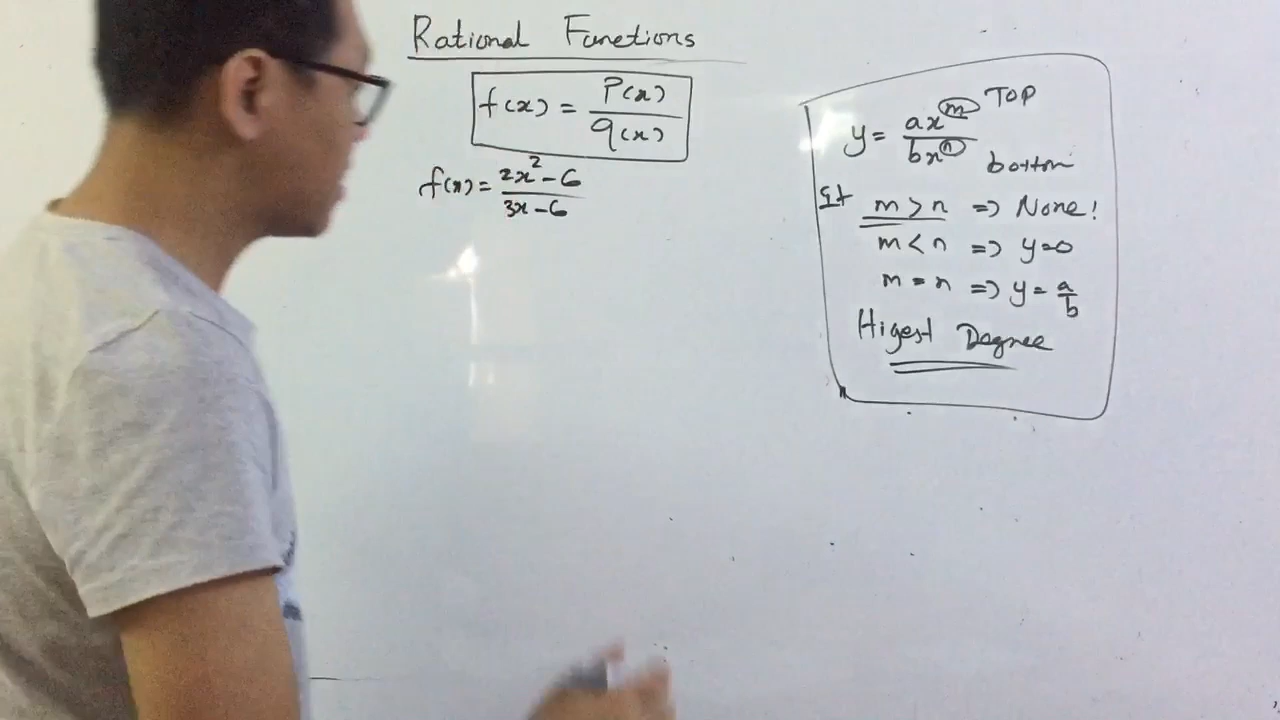 Rational Functions
f(x) = P(x) / q(x)
f(x) = 2x² - 6 / 3x - 6
y = ax^m / bx^n TOP
bottom
If m > n => None!
m < n => y=0
m = n => y = a/b
Higest Degree